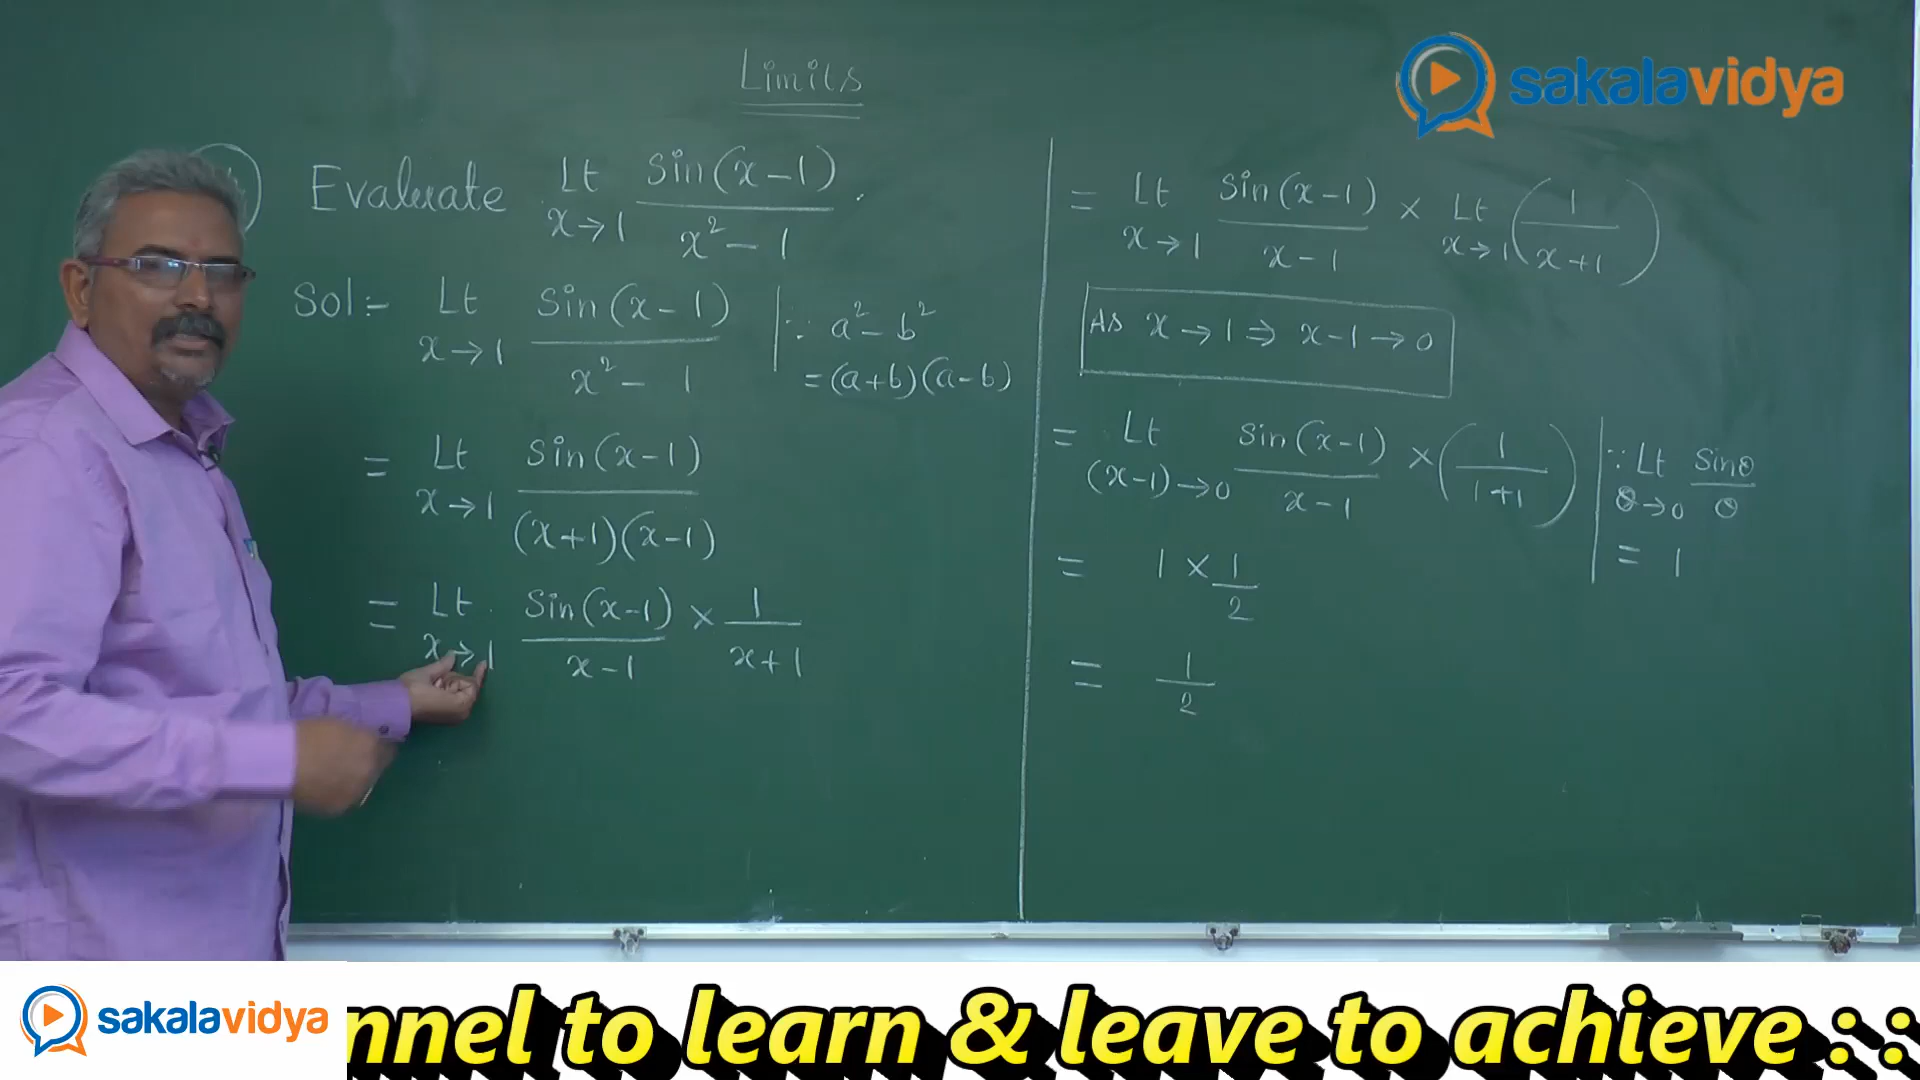 Limits
sakalavidya
Evaluate Lt x→1 Sin(x-1) / x² - 1 .
Sol:- Lt x→1 Sin(x-1) / x² - 1 | ∵ a² - b²
= (a+b)(a-b)
= Lt x→1 Sin(x-1) / (x+1)(x-1)
= Lt x→1 Sin(x-1) / x-1 × 1 / x+1
= Lt x→1 Sin(x-1) / x-1 × Lt x→1 (1 / x+1)
As x→1 ⇒ x-1→0
= Lt (x-1)→0 Sin(x-1) / x-1 × (1 / 1+1) | ∵ Lt θ→0 Sinθ / θ
= 1
= 1 × 1/2
= 1/2
sakalavidya
nnel to learn & leave to achieve : :